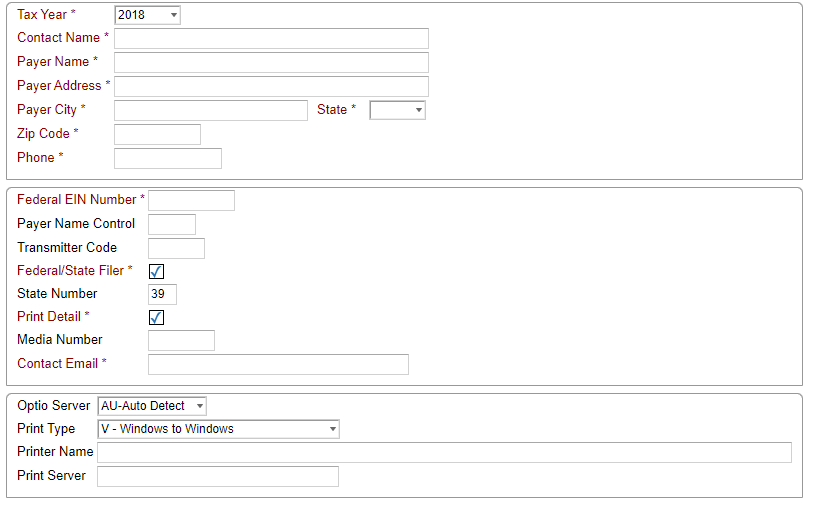 Tax Year * 2018
Contact Name *
Payer Name *
Payer Address *
Payer City * State *
Zip Code *
Phone *
Federal EIN Number *
Payer Name Control
Transmitter Code
Federal/State Filer *
State Number 39
Print Detail *
Media Number
Contact Email *
Optio Server AU-Auto Detect
Print Type V - Windows to Windows
Printer Name
Print Server